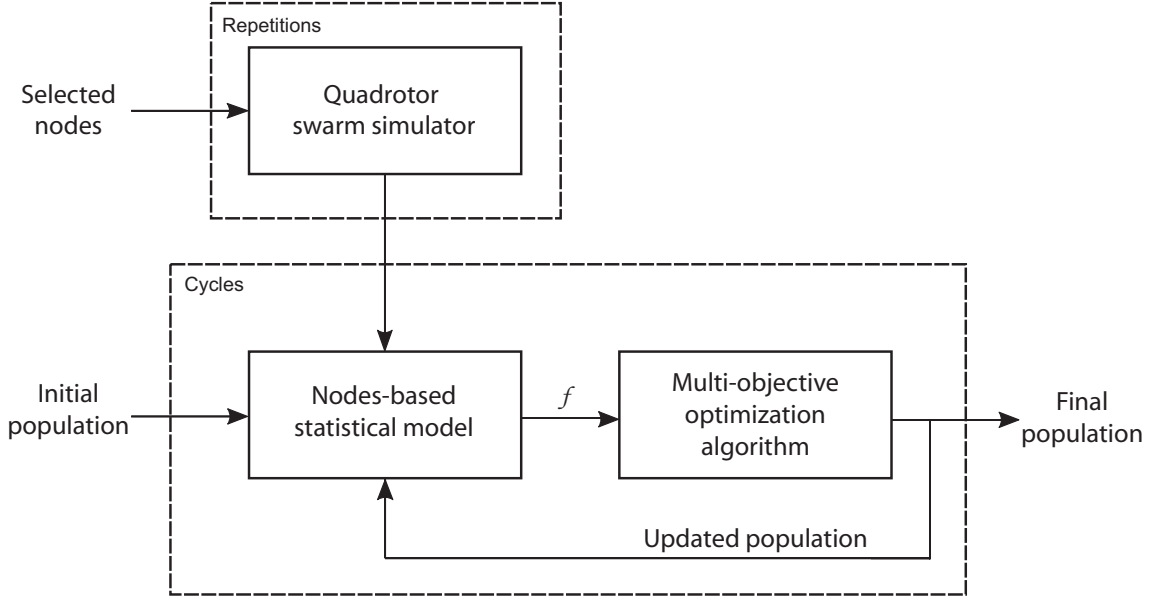 Repetitions
Selected
nodes
Quadrotor
swarm simulator
Cycles
Initial
population
Nodes-based
statistical model
f
Multi-objective
optimization
algorithm
Final
population
Updated population